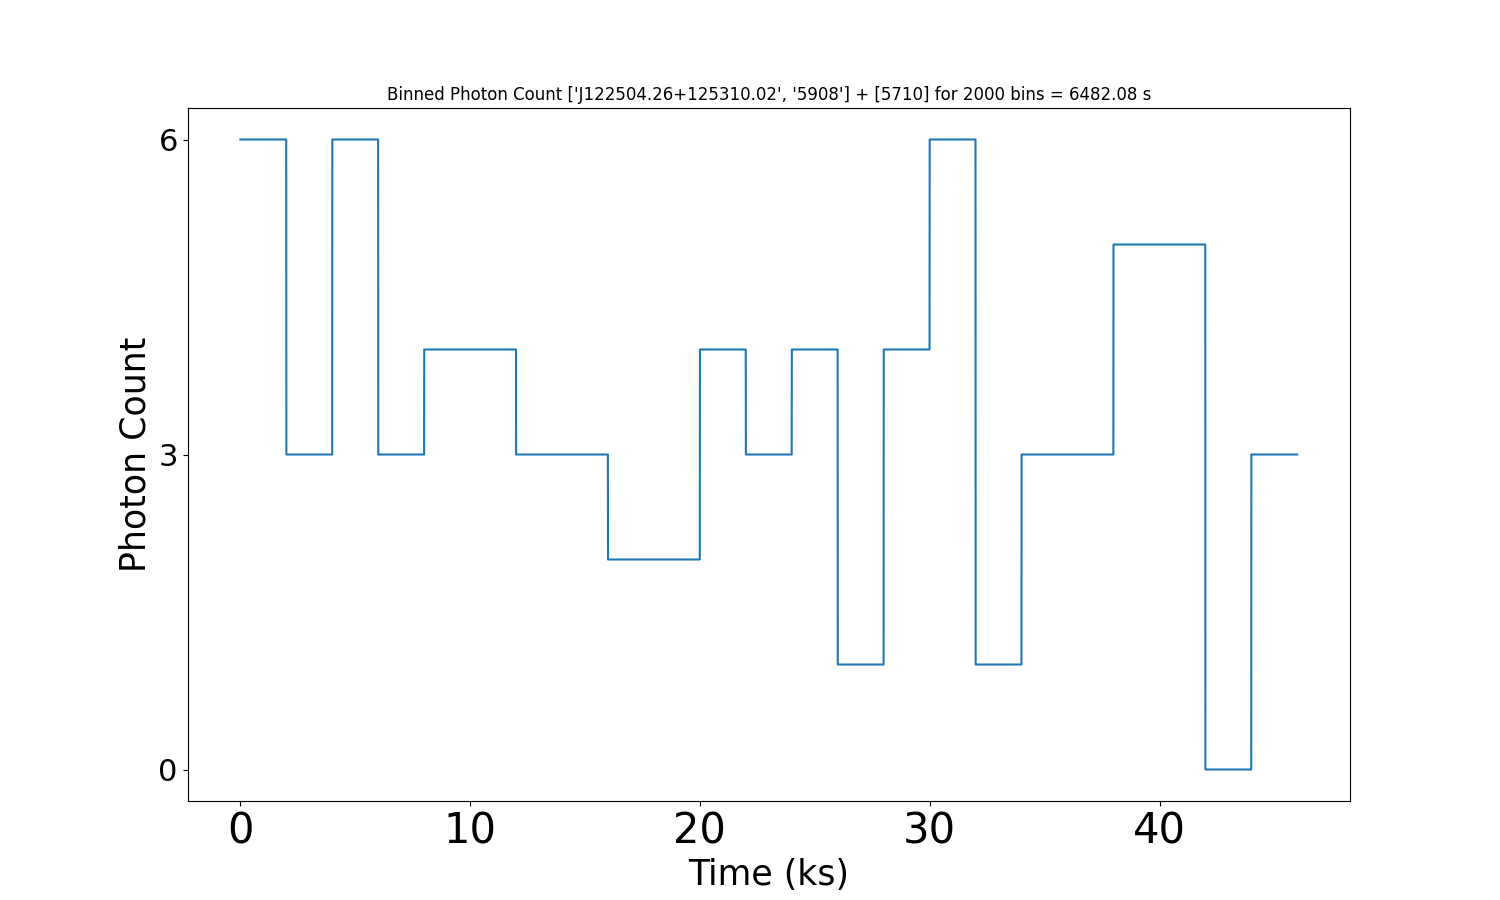 Binned Photon Count ['J122504.26+125310.02', '5908'] + [5710] for 2000 bins = 6482.08 s
6
3
0
Photon Count
0 10 20 30 40
Time (ks)